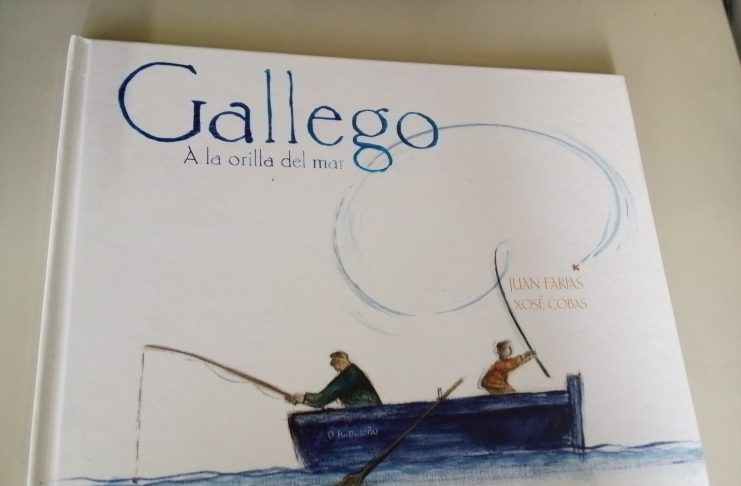 Gallego
A la orilla del mar
JUAN FARIAS
XOSÉ COBAS